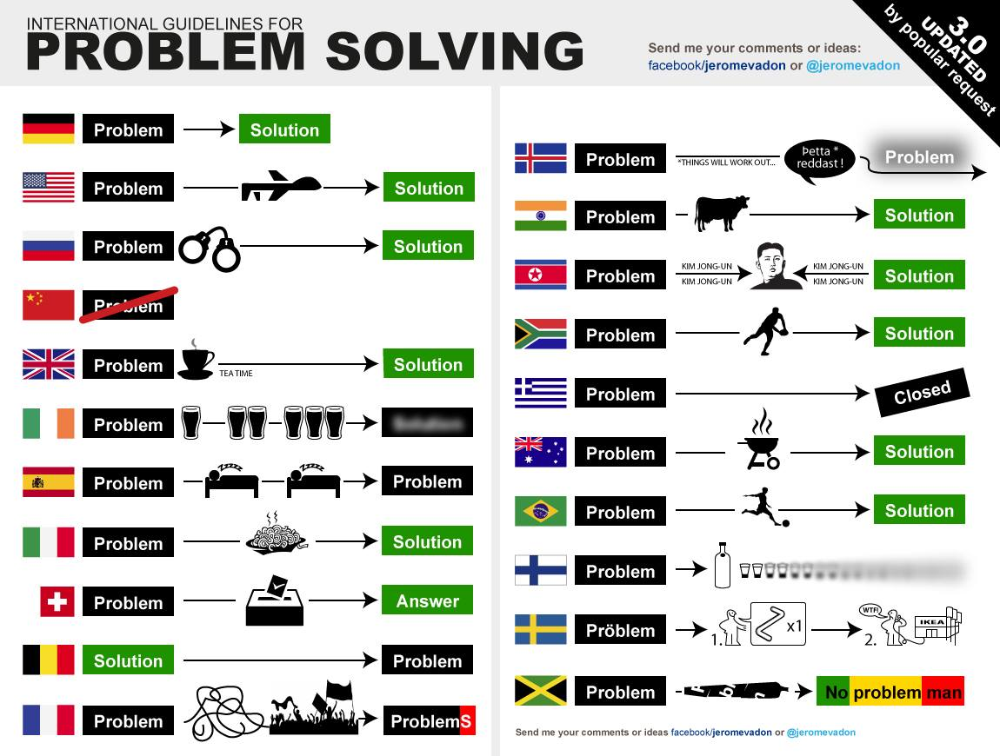 INTERNATIONAL GUIDELINES FOR
PROBLEM SOLVING
Send me your comments or ideas:
facebook/jeromevadon or @jeromevadon
3.0
UPDATED
by popular request
Problem Solution
Problem Solution
Problem Solution
Problem
Problem TEA TIME Solution
Problem Solution
Problem Problem
Problem Solution
Problem Answer
Solution Problem
Problem ProblemS
Problem *THINGS WILL WORK OUT... Þetta *
reddast ! Problem
Problem Solution
Problem KIM JONG-UN KIM JONG-UN Solution
KIM JONG-UN KIM JONG-UN
Problem Solution
Problem Closed
Problem Solution
Problem Solution
Problem
Pröblem 1. x1 2. WTF! IKEA
Problem No problem man
Send me your comments or ideas facebook/jeromevadon or @jeromevadon